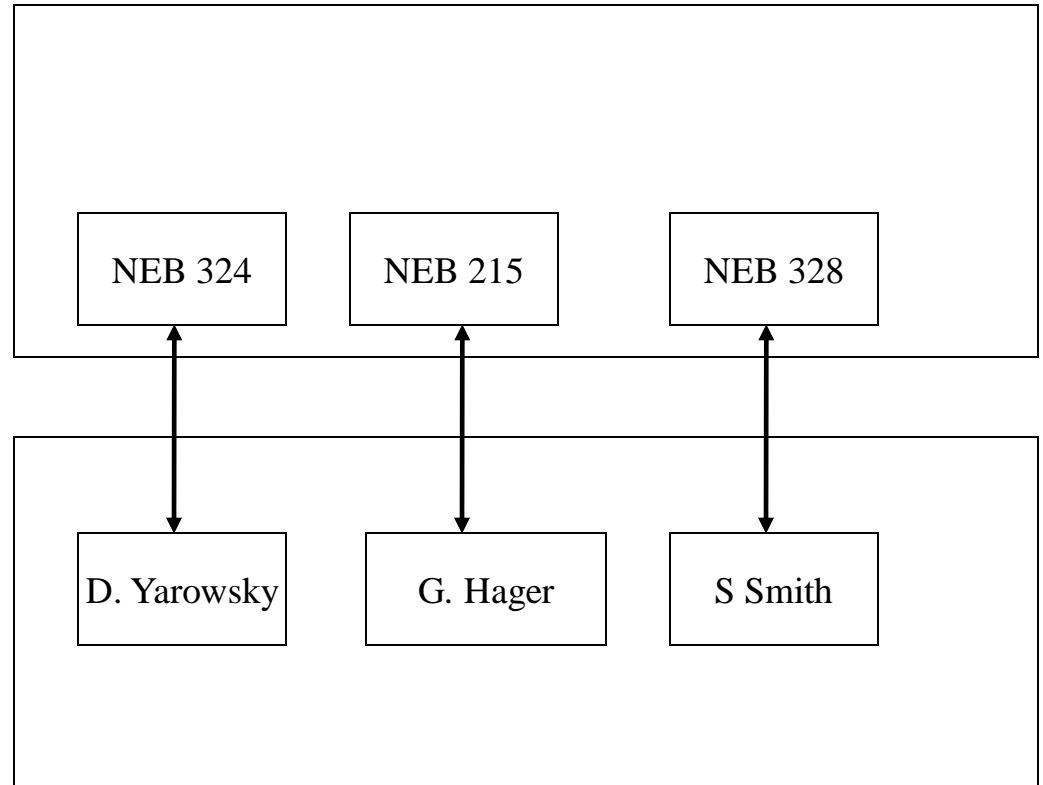 NEB 324
NEB 215
NEB 328
D. Yarowsky
G. Hager
S Smith